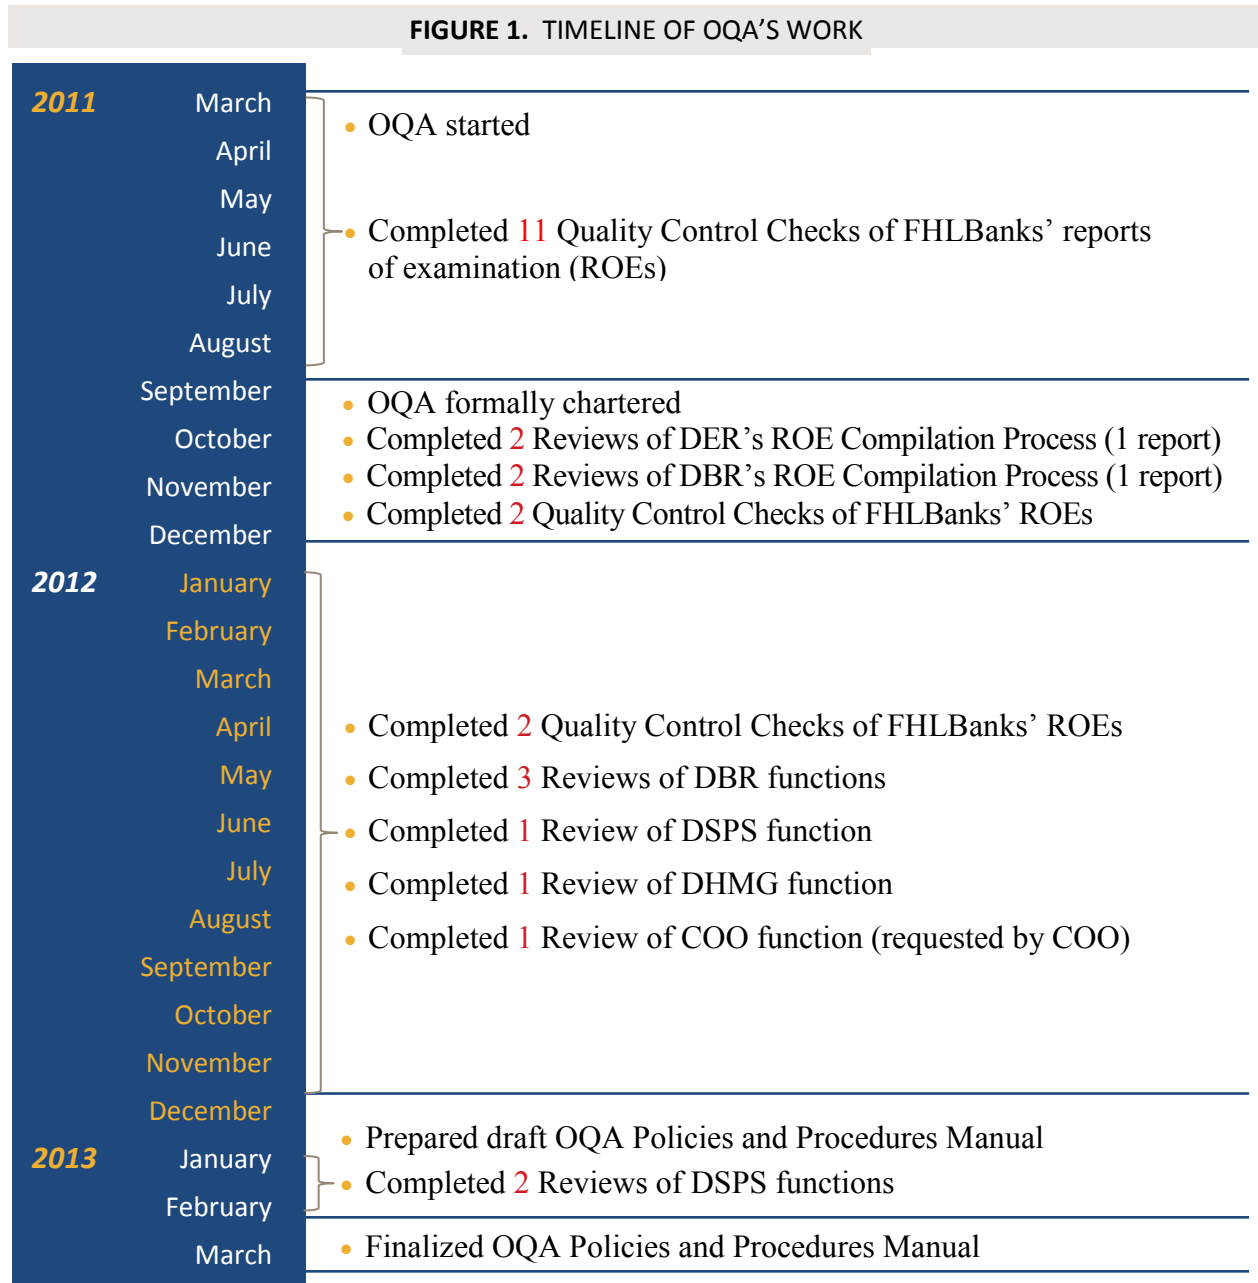 FIGURE 1. TIMELINE OF OQA’S WORK
2011 March
April
May
June
July
August
September
October
November
December
2012 January
February
March
April
May
June
July
August
September
October
November
December
2013 January
February
March
• OQA started
• Completed 11 Quality Control Checks of FHLBanks’ reports
of examination (ROEs)
• OQA formally chartered
• Completed 2 Reviews of DER’s ROE Compilation Process (1 report)
• Completed 2 Reviews of DBR’s ROE Compilation Process (1 report)
• Completed 2 Quality Control Checks of FHLBanks’ ROEs
• Completed 2 Quality Control Checks of FHLBanks’ ROEs
• Completed 3 Reviews of DBR functions
• Completed 1 Review of DSPS function
• Completed 1 Review of DHMG function
• Completed 1 Review of COO function (requested by COO)
• Prepared draft OQA Policies and Procedures Manual
• Completed 2 Reviews of DSPS functions
• Finalized OQA Policies and Procedures Manual